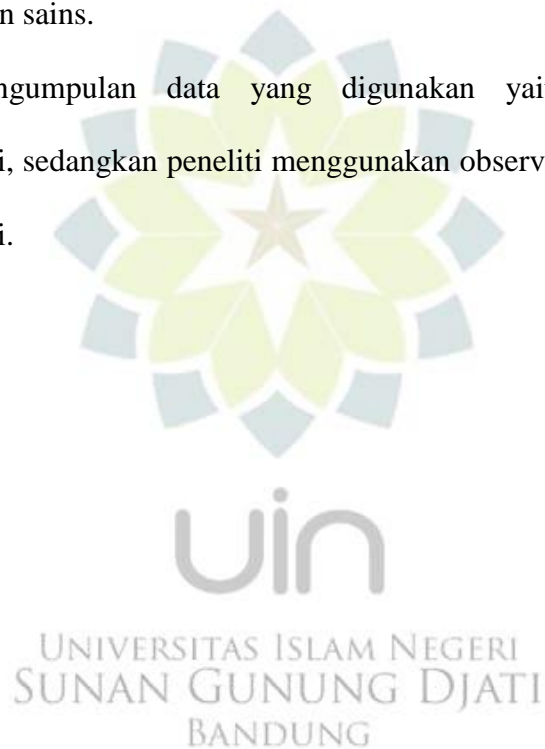 n sains.
ngumpulan data yang digunakan yai
i, sedangkan peneliti menggunakan observ
i.
uin
UNIVERSITAS ISLAM NEGERI
SUNAN GUNUNG DJATI
BANDUNG